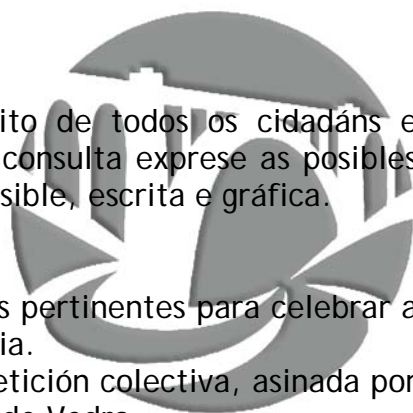 ito de todos os cidadáns e
consulta exprese as posibles
sible, escrita e gráfica.
s pertinentes para celebrar a
ia.
etición colectiva, asinada por
de Vedra